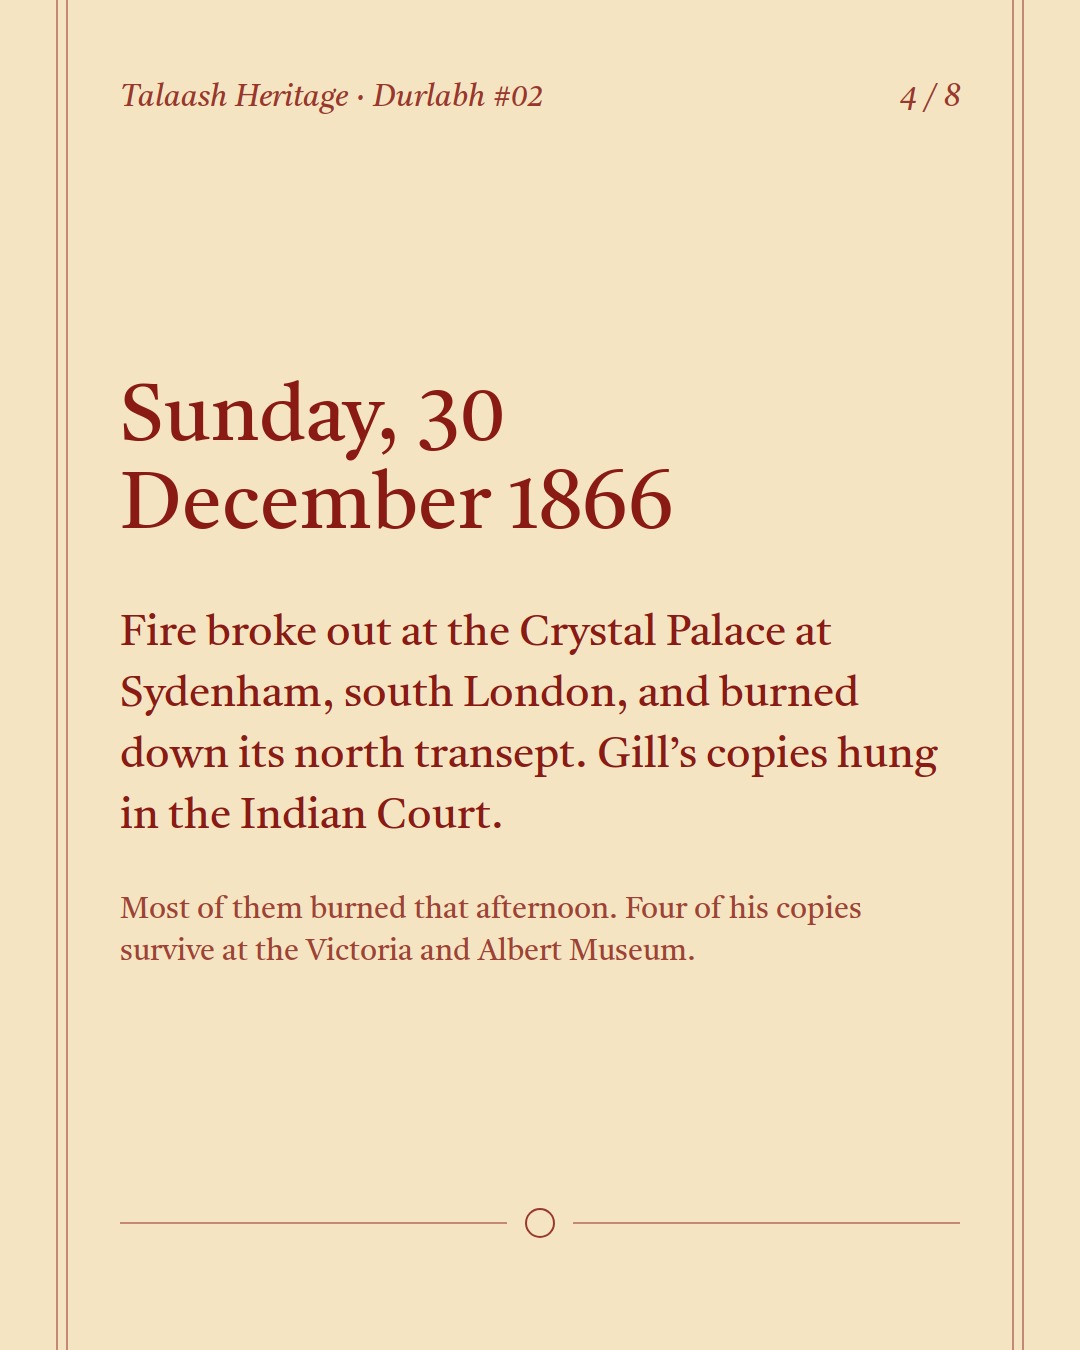 Talaash Heritage · Durlabh #02
4 / 8
Sunday, 30
December 1866
Fire broke out at the Crystal Palace at
Sydenham, south London, and burned
down its north transept. Gill’s copies hung
in the Indian Court.
Most of them burned that afternoon. Four of his copies
survive at the Victoria and Albert Museum.